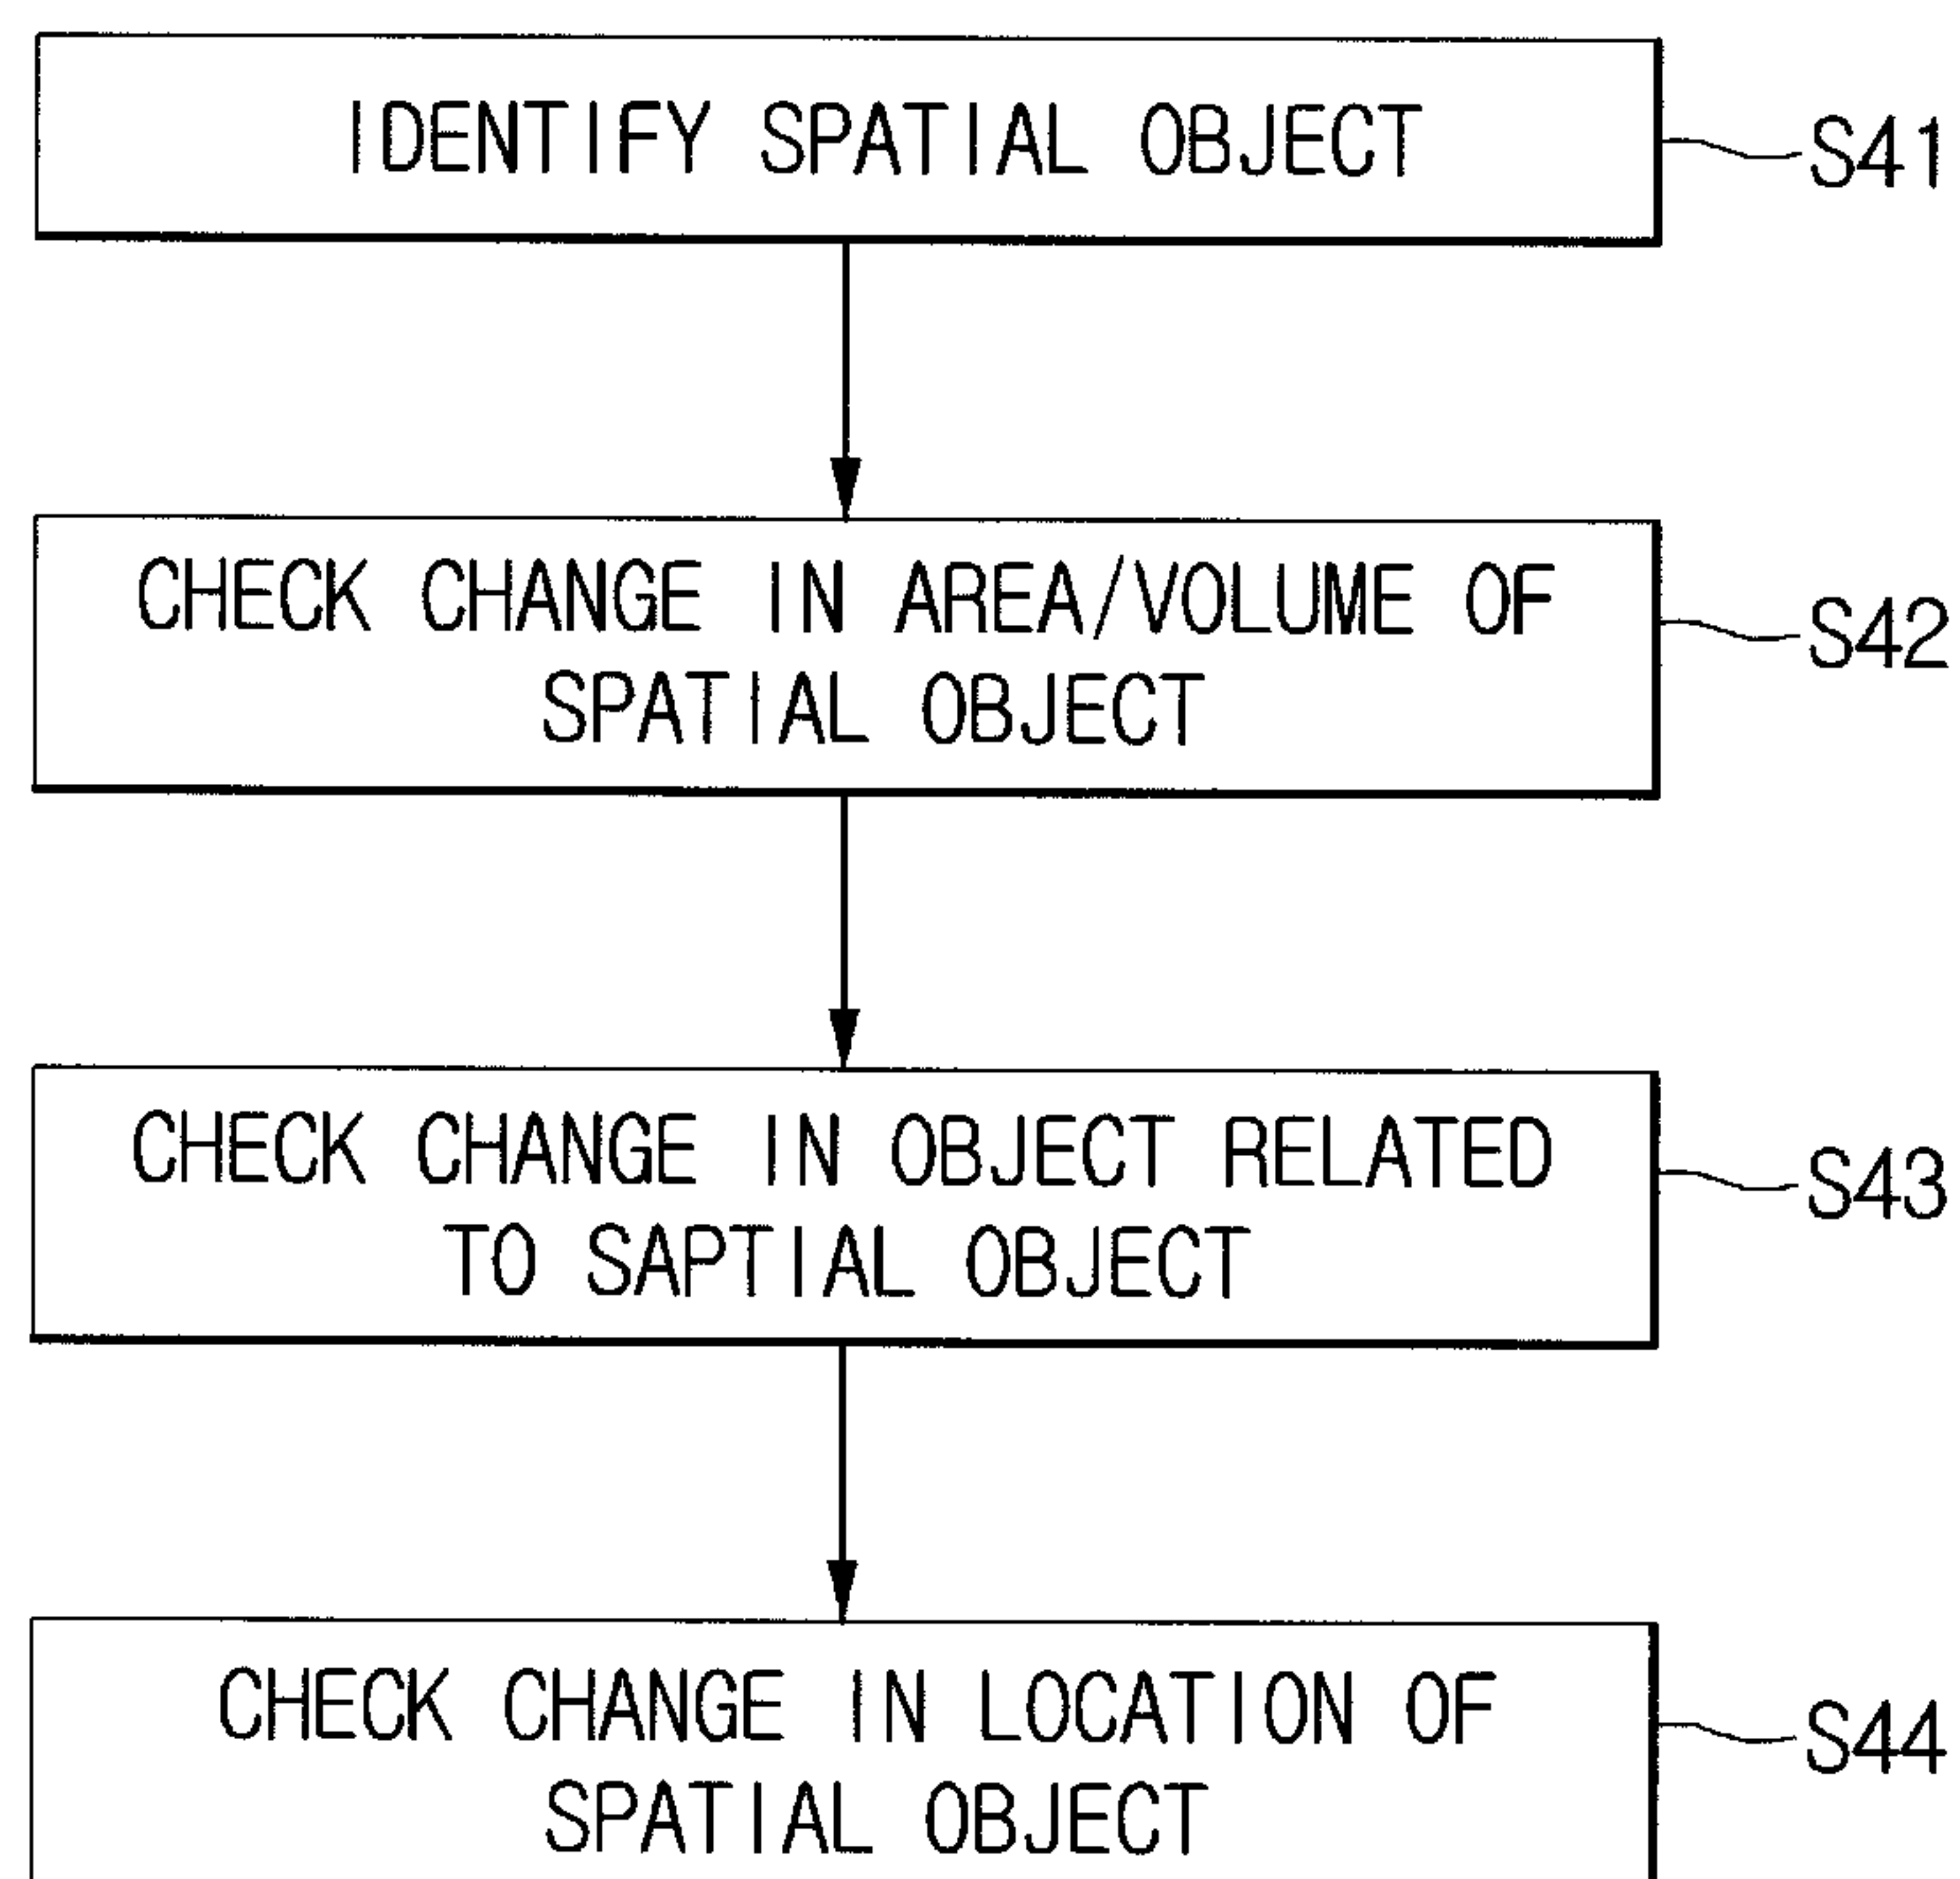 IDENTIFY SPATIAL OBJECT
S41
CHECK CHANGE IN AREA/VOLUME OF
SPATIAL OBJECT
S42
CHECK CHANGE IN OBJECT RELATED
TO SAPTIAL OBJECT
S43
CHECK CHANGE IN LOCATION OF
SPATIAL OBJECT
S44